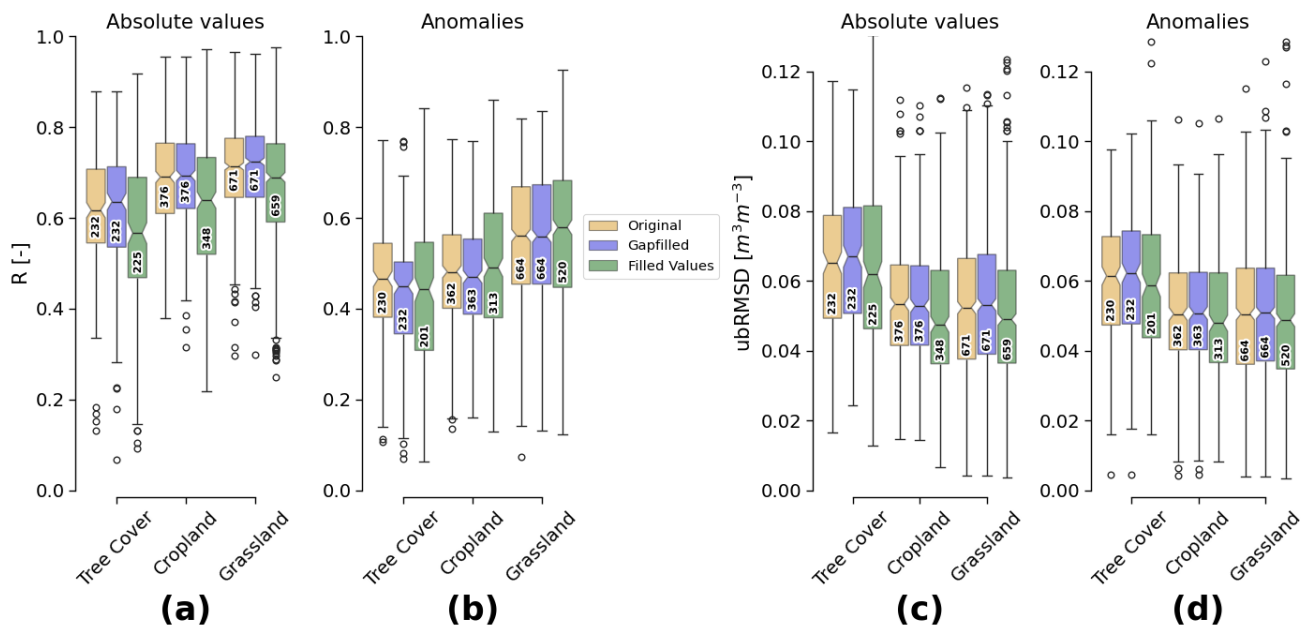 Absolute values
Anomalies
Absolute values
Anomalies
R [-]
1.0
0.8
0.6
0.4
0.2
0.0
232
232
225
376
376
348
671
671
659
Tree Cover
Cropland
Grassland
(a)
1.0
0.8
0.6
0.4
0.2
0.0
230
232
201
362
363
313
664
664
520
Tree Cover
Cropland
Grassland
(b)
Original
Gapfilled
Filled Values
ubRMSD [m³m⁻³]
0.12
0.10
0.08
0.06
0.04
0.02
0.00
232
232
225
376
376
348
671
671
659
Tree Cover
Cropland
Grassland
(c)
0.12
0.10
0.08
0.06
0.04
0.02
0.00
230
232
201
362
363
313
664
664
520
Tree Cover
Cropland
Grassland
(d)